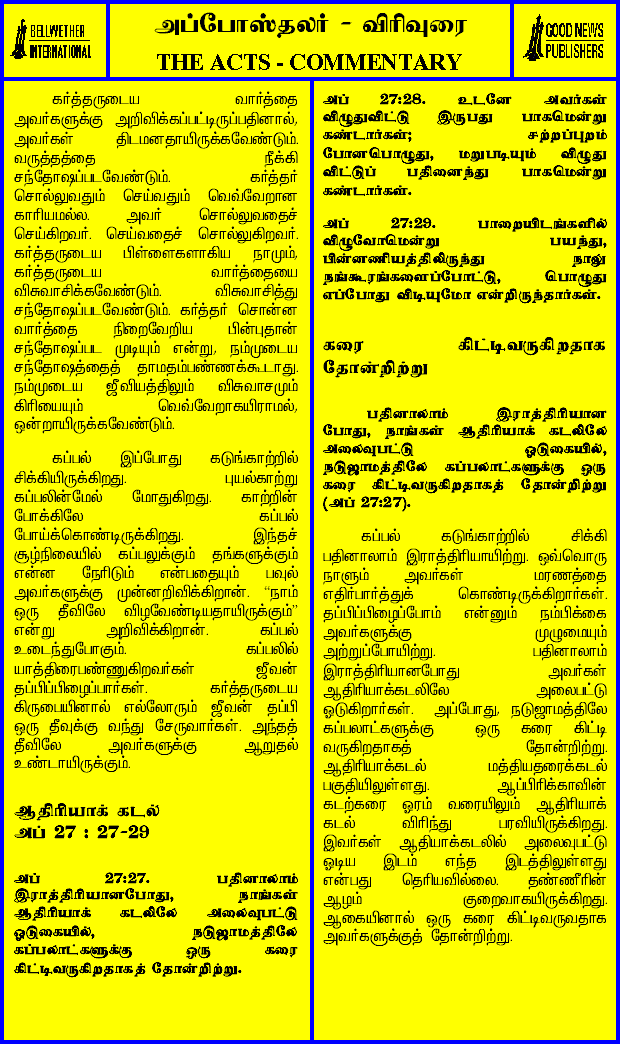 BELLWETHER
INTERNATIONAL
அப்போஸ்தலர் - விரிவுரை
THE ACTS - COMMENTARY
GOOD NEWS
PUBLISHERS
கர்த்தருடைய வார்த்தை
அவர்களுக்கு அறிவிக்கப்பட்டிருப்பதினால்,
அவர்கள் திடமனதாயிருக்கவேண்டும்.
வருத்தத்தை நீக்கி
சந்தோஷப்படவேண்டும். கர்த்தர்
சொல்லுவதும் செய்வதும் வெவ்வேறான
காரியமல்ல. அவர் சொல்லுவதைச்
செய்கிறவர். செய்வதைச் சொல்லுகிறவர்.
கர்த்தருடைய பிள்ளைகளாகிய நாமும்,
கர்த்தருடைய வார்த்தையை
விசுவாசிக்கவேண்டும். விசுவாசித்து
சந்தோஷப்படவேண்டும். கர்த்தர் சொன்ன
வார்த்தை நிறைவேறிய பின்புதான்
சந்தோஷப்பட முடியும் என்று, நம்முடைய
சந்தோஷத்தைத் தாமதம்பண்ணக்கூடாது.
நம்முடைய ஜீவியத்திலும் விசுவாசமும்
கிரியையும் வெவ்வேறாகயிராமல்,
ஒன்றாயிருக்கவேண்டும்.
கப்பல் இப்போது கடுங்காற்றில்
சிக்கியிருக்கிறது. புயல்காற்று
கப்பலின்மேல் மோதுகிறது. காற்றின்
போக்கிலே கப்பல்
போய்க்கொண்டிருக்கிறது. இந்தச்
சூழ்நிலையில் கப்பலுக்கும் தங்களுக்கும்
என்ன நேரிடும் என்பதையும் பவுல்
அவர்களுக்கு முன்னறிவிக்கிறான். “நாம்
ஒரு தீவிலே விழவேண்டியதாயிருக்கும்”
என்று அறிவிக்கிறான். கப்பல்
உடைந்துபோகும். கப்பலில்
யாத்திரைபண்ணுகிறவர்கள் ஜீவன்
தப்பிப்பிழைப்பார்கள். கர்த்தருடைய
கிருபையினால் எல்லோரும் ஜீவன் தப்பி
ஒரு தீவுக்கு வந்து சேருவார்கள். அந்தத்
தீவிலே அவர்களுக்கு ஆறுதல்
உண்டாயிருக்கும்.
ஆதிரியாக் கடல்
அப் 27 : 27-29
அப் 27:27. பதினாலாம்
இராத்திரியானபோது, நாங்கள்
ஆதிரியாக் கடலிலே அலைவுபட்டு
ஓடுகையில், நடுஜாமத்திலே
கப்பலாட்களுக்கு ஒரு கரை
கிட்டிவருகிறதாகத் தோன்றிற்று.
அப் 27:28. உடனே அவர்கள்
விழுதுவிட்டு இருபது பாகமென்று
கண்டார்கள்; சற்றப்புறம்
போனபொழுது, மறுபடியும் விழுது
விட்டுப் பதினைந்து பாகமென்று
கண்டார்கள்.
அப் 27:29. பாறையிடங்களில்
விழுவோமென்று பயந்து,
பின்னணியத்திலிருந்து நாலு
நங்கூரங்களைப்போட்டு, பொழுது
எப்போது விடியுமோ என்றிருந்தார்கள்.
கரை கிட்டிவருகிறதாக
தோன்றிற்று
பதினாலாம் இராத்திரியான
போது, நாங்கள் ஆதிரியாக் கடலிலே
அலைவுபட்டு ஓடுகையில்,
நடுஜாமத்திலே கப்பலாட்களுக்கு ஒரு
கரை கிட்டிவருகிறதாகத் தோன்றிற்று
(அப் 27:27).
கப்பல் கடுங்காற்றில் சிக்கி
பதினாலாம் இராத்திரியாயிற்று. ஒவ்வொரு
நாளும் அவர்கள் மரணத்தை
எதிர்பார்த்துக் கொண்டிருக்கிறார்கள்.
தப்பிப்பிழைப்போம் என்னும் நம்பிக்கை
அவர்களுக்கு முழுமையும்
அற்றுப்போயிற்று. பதினாலாம்
இராத்திரியானபோது அவர்கள்
ஆதிரியாக்கடலிலே அலைபட்டு
ஓடுகிறார்கள். அப்போது, நடுஜாமத்திலே
கப்பலாட்களுக்கு ஒரு கரை கிட்டி
வருகிறதாகத் தோன்றிற்று.
ஆதிரியாக்கடல் மத்தியதரைக்கடல்
பகுதியிலுள்ளது. ஆப்பிரிக்காவின்
கடற்கரை ஓரம் வரையிலும் ஆதிரியாக்
கடல் விரிந்து பரவியிருக்கிறது.
இவர்கள் ஆதியாக்கடலில் அலைவுபட்டு
ஓடிய இடம் எந்த இடத்திலுள்ளது
என்பது தெரியவில்லை. தண்ணீரின்
ஆழம் குறைவாகயிருக்கிறது.
ஆகையினால் ஒரு கரை கிட்டிவருவதாக
அவர்களுக்குத் தோன்றிற்று.